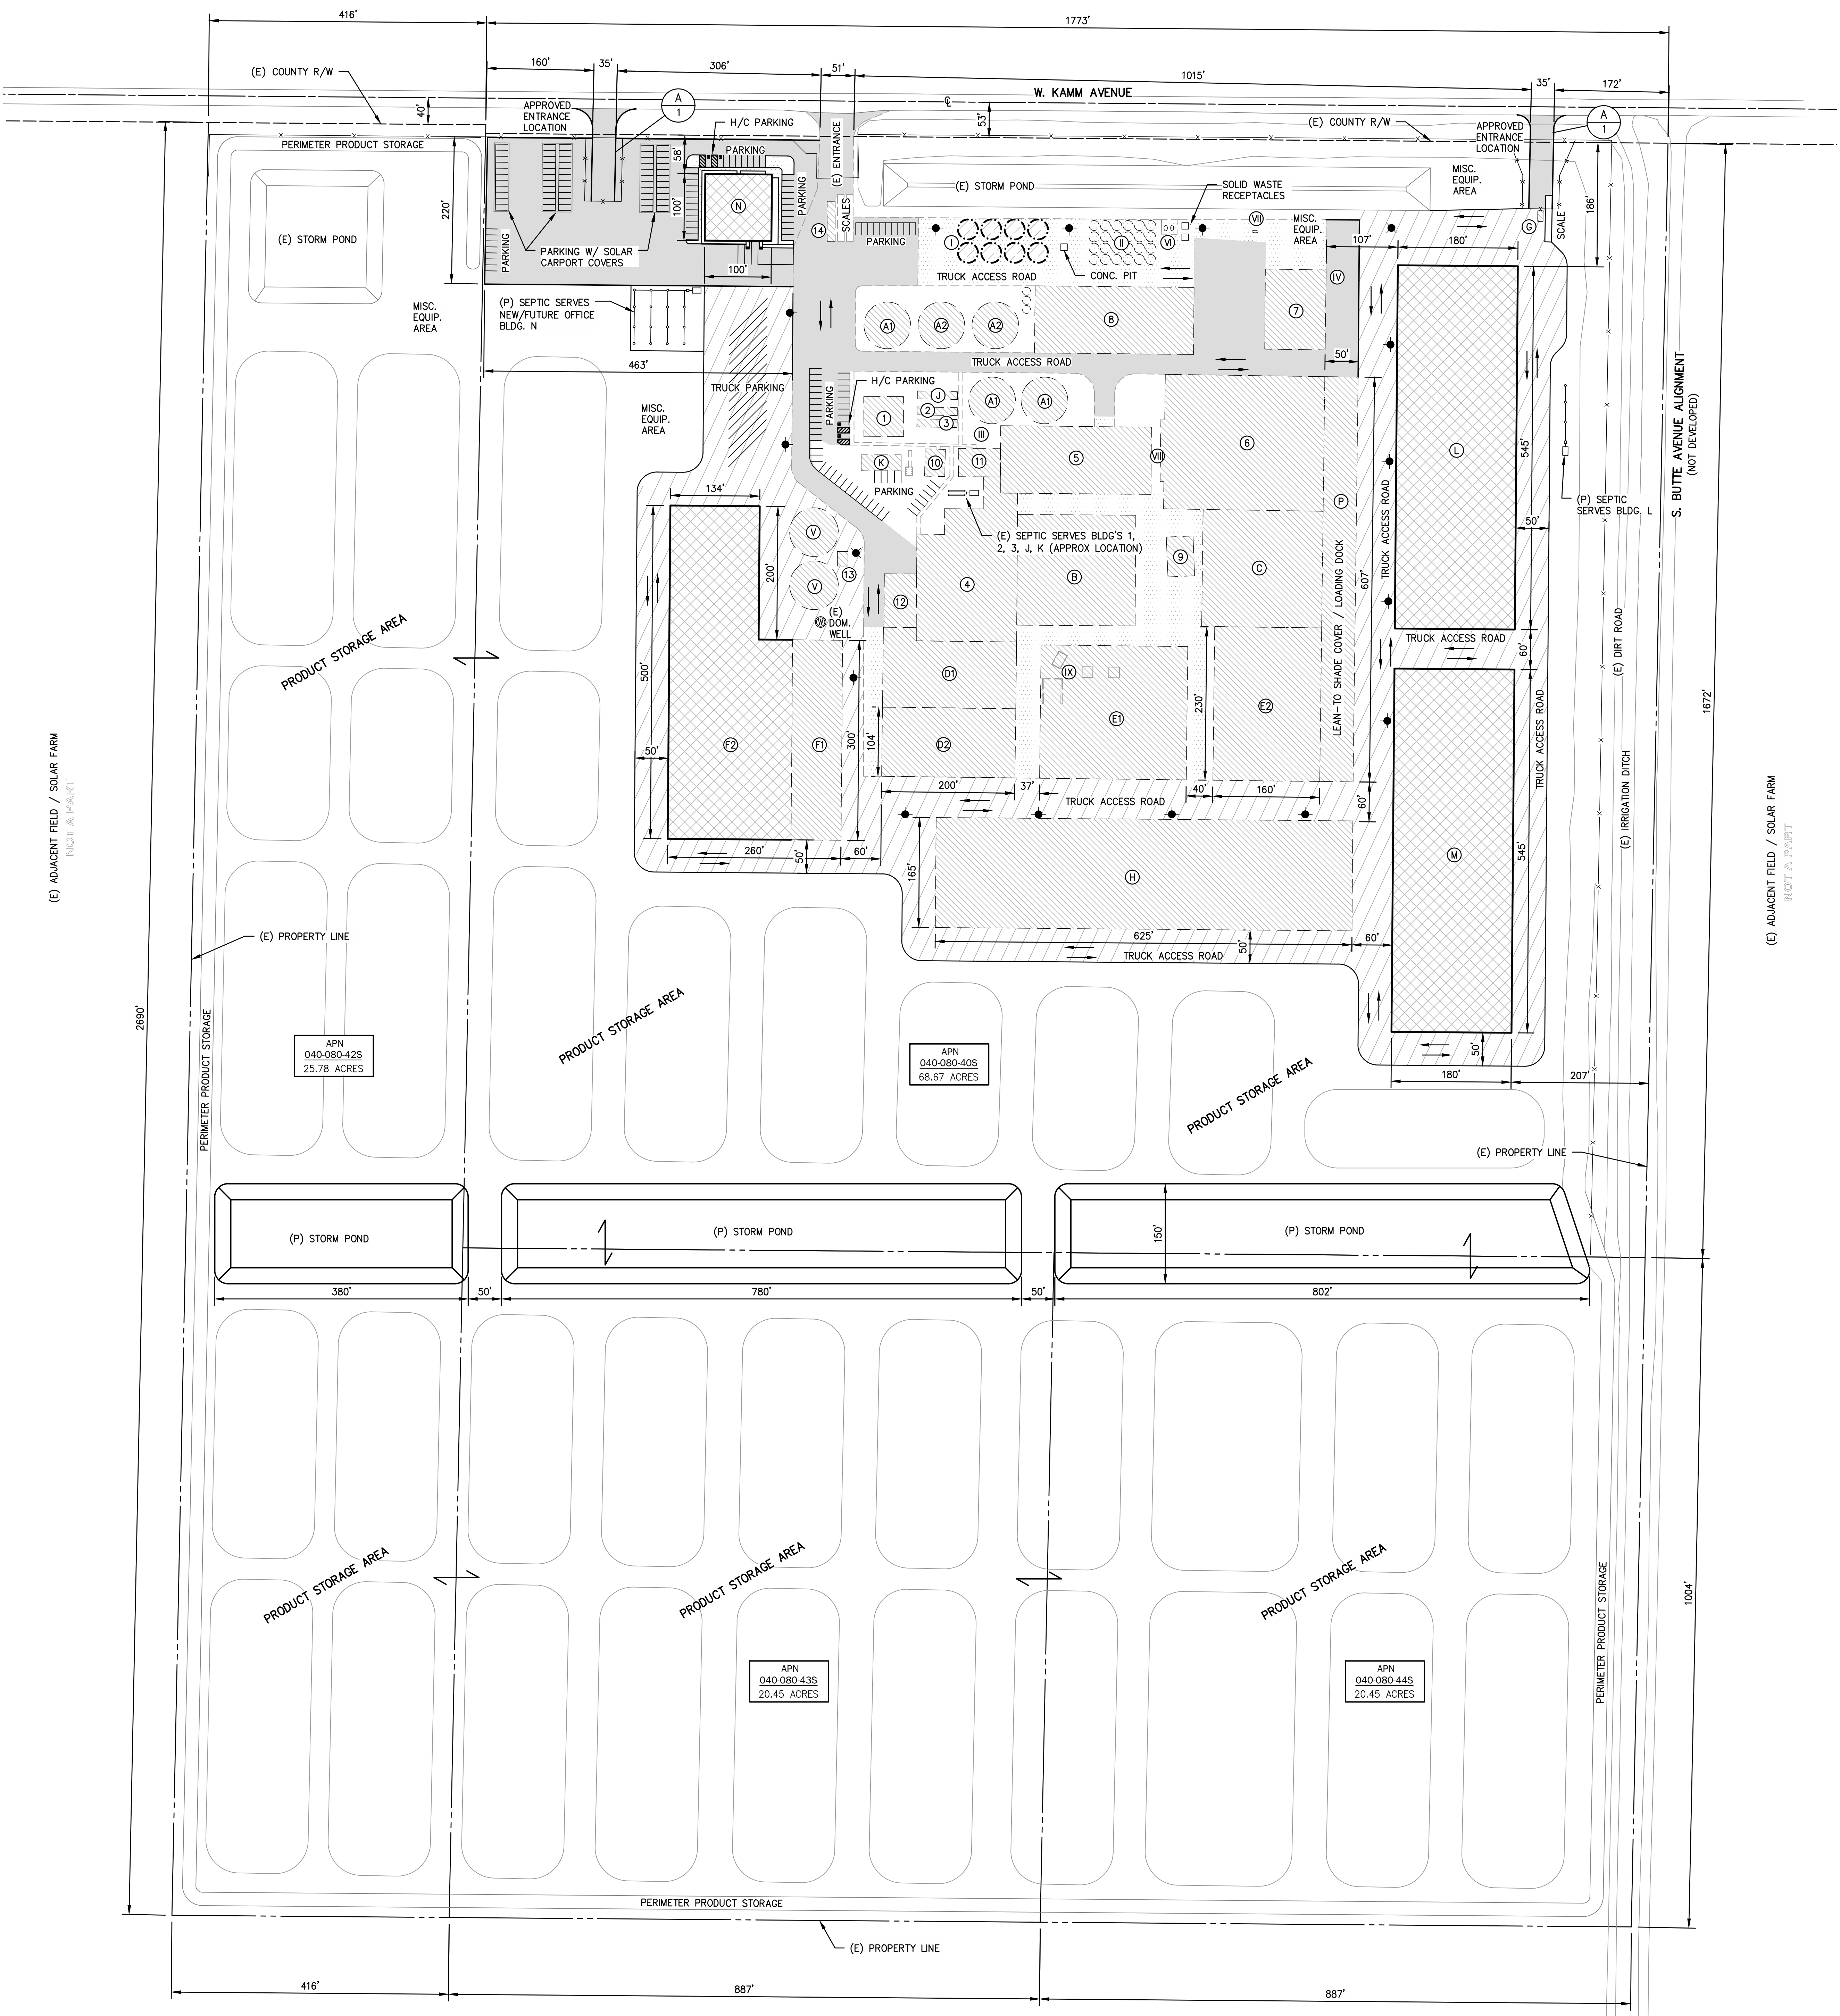 416'
1773'
160'
35'
306'
51'
1015'
35'
172'
(E) COUNTY R/W
40'
APPROVED
ENTRANCE
LOCATION
A
1
H/C PARKING
℄
W. KAMM AVENUE
53'
(E) COUNTY R/W
APPROVED
ENTRANCE
LOCATION
A
1
PERIMETER PRODUCT STORAGE
58'
PARKING
(E) ENTRANCE
(E) STORM POND
SOLID WASTE
RECEPTACLES
MISC.
EQUIP.
AREA
186'
220'
(E) STORM POND
100'
N
PARKING
14
SCALES
PARKING
I
II
VI
VII
MISC.
EQUIP.
AREA
G
SCALE
PARKING
PARKING W/ SOLAR
CARPORT COVERS
100'
TRUCK ACCESS ROAD
CONC. PIT
107'
180'
IV
MISC.
EQUIP.
AREA
(P) SEPTIC SERVES
NEW/FUTURE OFFICE
BLDG. N
A1
A2
A2
8
7
463'
TRUCK ACCESS ROAD
50'
TRUCK PARKING
PARKING
H/C PARKING
J
2
3
1
A1
A1
III
MISC.
EQUIP.
AREA
K
10
11
5
VII
6
L
545'
S. BUTTE AVENUE ALIGNMENT
(NOT DEVELOPED)
PARKING
134'
P
(P) SEPTIC
SERVES BLDG. L
50'
(E) SEPTIC SERVES BLDG'S 1,
2, 3, J, K (APPROX LOCATION)
V
13
V
200'
4
B
9
C
607'
TRUCK ACCESS ROAD
LEAN-TO SHADE COVER / LOADING DOCK
12
W
(E)
DOM.
WELL
TRUCK ACCESS ROAD
60'
(E) DIRT ROAD
PRODUCT STORAGE AREA
500'
D1
IX
E1
230'
E2
TRUCK ACCESS ROAD
1672'
50'
F2
F1
300'
104'
D2
(E) IRRIGATION DITCH
(E) ADJACENT FIELD / SOLAR FARM
NOT A PART
(E) ADJACENT FIELD / SOLAR FARM
NOT A PART
200'
37'
TRUCK ACCESS ROAD
40'
160'
60'
260'
50'
60'
165'
H
M
545'
(E) PROPERTY LINE
625'
50'
60'
TRUCK ACCESS ROAD
2690'
PERIMETER PRODUCT STORAGE
PRODUCT STORAGE AREA
APN
040-080-42S
25.78 ACRES
APN
040-080-40S
68.67 ACRES
PRODUCT STORAGE AREA
50'
180'
207'
(E) PROPERTY LINE
(P) STORM POND
(P) STORM POND
150'
(P) STORM POND
380'
50'
780'
50'
802'
PRODUCT STORAGE AREA
PRODUCT STORAGE AREA
PRODUCT STORAGE AREA
PERIMETER PRODUCT STORAGE
1004'
APN
040-080-43S
20.45 ACRES
APN
040-080-44S
20.45 ACRES
PERIMETER PRODUCT STORAGE
(E) PROPERTY LINE
416'
887'
887'